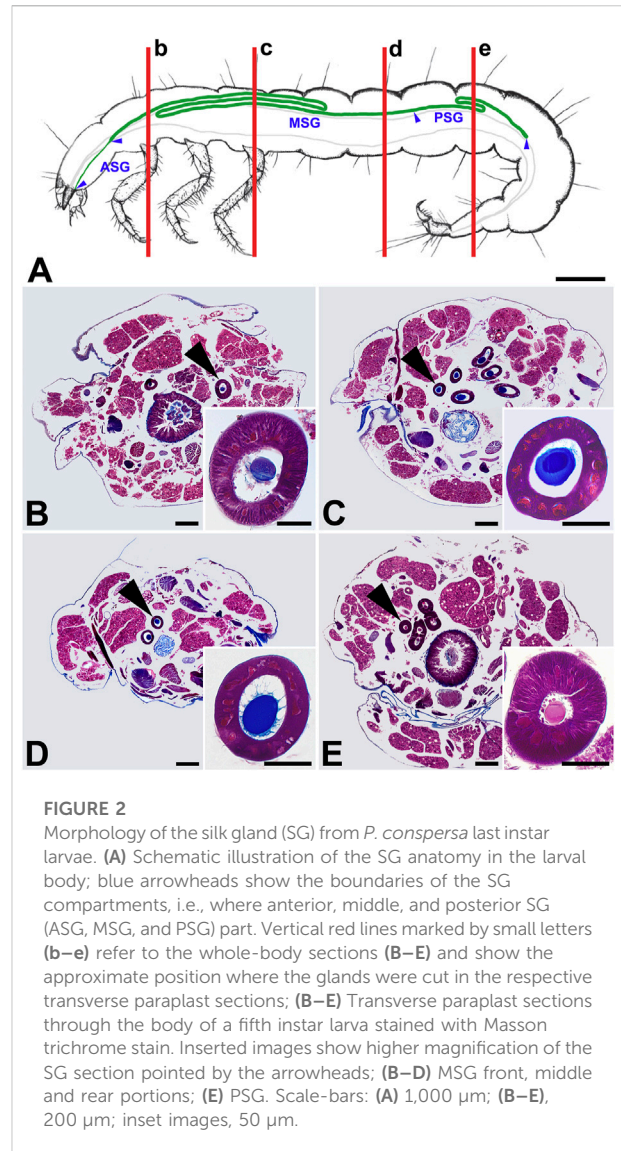 b c d e
MSG PSG
ASG
A
B C
D E
FIGURE 2
Morphology of the silk gland (SG) from P. conspersa last instar
larvae. (A) Schematic illustration of the SG anatomy in the larval
body; blue arrowheads show the boundaries of the SG
compartments, i.e., where anterior, middle, and posterior SG
(ASG, MSG, and PSG) part. Vertical red lines marked by small letters
(b–e) refer to the whole-body sections (B–E) and show the
approximate position where the glands were cut in the respective
transverse paraplast sections; (B–E) Transverse paraplast sections
through the body of a fifth instar larva stained with Masson
trichrome stain. Inserted images show higher magnification of the
SG section pointed by the arrowheads; (B–D) MSG front, middle
and rear portions; (E) PSG. Scale-bars: (A) 1,000 µm; (B–E),
200 µm; inset images, 50 µm.